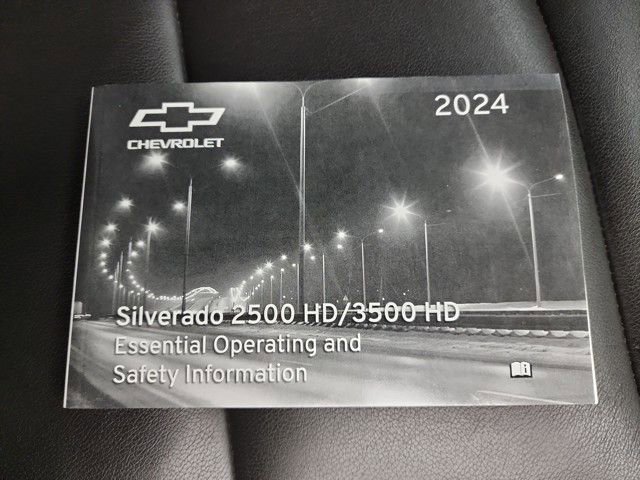 2024
CHEVROLET
Silverado 2500 HD/3500 HD
Essential Operating and
Safety Information